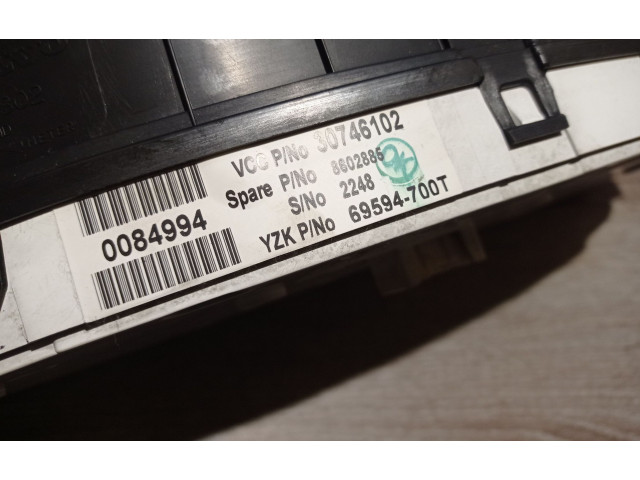 VCC P/No 30746102
Spare P/No 8602886
S/No 2248
YZK P/No 69594-700T
0084994